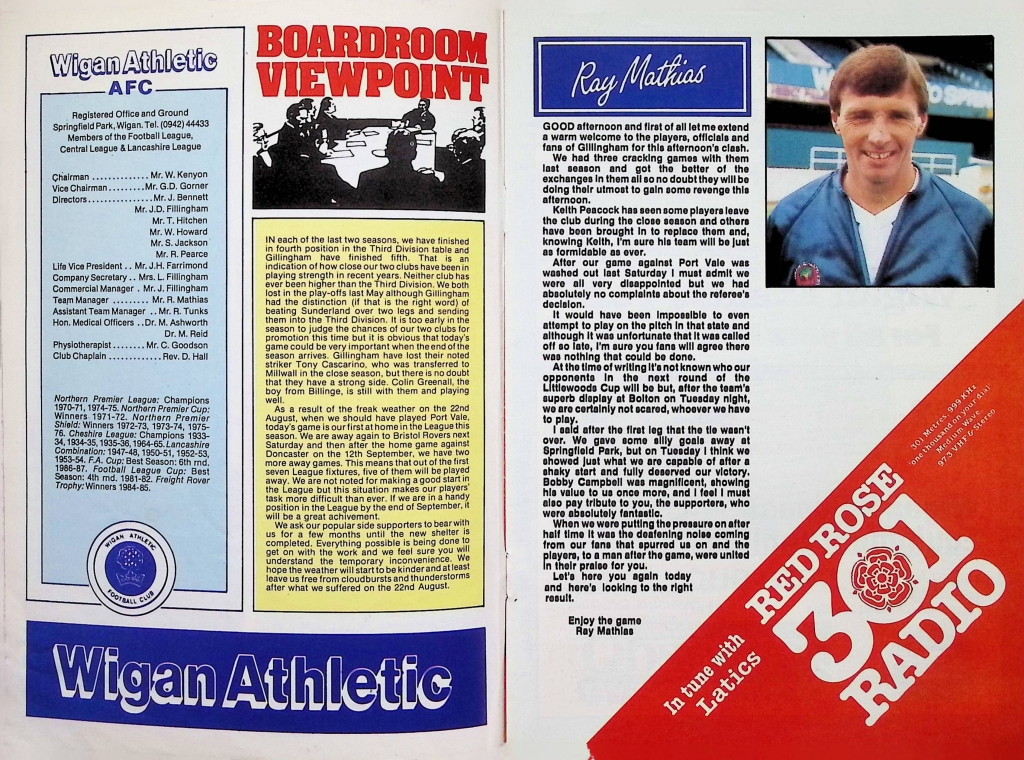 Wigan Athletic
AFC
Registered Office and Ground
Springfield Park, Wigan. Tel. (0942) 44433
Members of the Football League,
Central League & Lancashire League
Chairman .............. Mr. W. Kenyon
Vice Chairman ......... Mr. G.D. Gorner
Directors ............... Mr. J. Bennett
Mr. J.D. Fillingham
Mr. T. Hitchen
Mr. W. Howard
Mr. S. Jackson
Mr. R. Pearce
Life Vice President .. Mr. J.H. Farrimond
Company Secretary .. Mrs. L. Fillingham
Commercial Manager . Mr. J. Fillingham
Team Manager ......... Mr. R. Mathias
Assistant Team Manager .. Mr. R. Tunks
Hon. Medical Officers .. Dr. M. Ashworth
Dr. M. Reid
Physiotherapist ....... Mr. C. Goodson
Club Chaplain ............ Rev. D. Hall
Northern Premier League: Champions
1970-71, 1974-75. Northern Premier Cup:
Winners 1971-72. Northern Premier
Shield: Winners 1972-73, 1973-74, 1975-
76. Cheshire League: Champions 1933-
34, 1934-35, 1935-36, 1964-65. Lancashire
Combination: 1947-48, 1950-51, 1952-53,
1953-54. F.A. Cup: Best Season: 6th rnd.
1986-87. Football League Cup: Best
Season: 4th rnd. 1981-82. Freight Rover
Trophy: Winners 1984-85.
WIGAN ATHLETIC
FOOTBALL CLUB
BOARDROOM
VIEWPOINT
IN each of the last two seasons, we have finished
in fourth position in the Third Division table and
Gillingham have finished fifth. That is an
indication of how close our two clubs have been in
playing strength in recent years. Neither club has
ever been higher than the Third Division. We both
lost in the play-offs last May although Gillingham
had the distinction (if that is the right word) of
beating Sunderland over two legs and sending
them into the Third Division. It is too early in the
season to judge the chances of our two clubs for
promotion this time but it is obvious that today's
game could be very important when the end of the
season arrives. Gillingham have lost their noted
striker Tony Cascarino, who was transferred to
Millwall in the close season, but there is no doubt
that they have a strong side. Colin Greenall, the
boy from Billinge, is still with them and playing
well.
As a result of the freak weather on the 22nd
August, when we should have played Port Vale,
today's game is our first at home in the League this
season. We are away again to Bristol Rovers next
Saturday and then after the home game against
Doncaster on the 12th September, we have two
more away games. This means that out of the first
seven League fixtures, five of them will be played
away. We are not noted for making a good start in
the League but this situation makes our players'
task more difficult than ever. If we are in a handy
position in the League by the end of September, it
will be a great achivement.
We ask our popular side supporters to bear with
us for a few months until the new shelter is
completed. Everything possible is being done to
get on with the work and we feel sure you will
understand the temporary inconvenience. We
hope the weather will start to be kinder and at least
leave us free from cloudbursts and thunderstorms
after what we suffered on the 22nd August.
Wigan Athletic
Ray Mathias
GOOD afternoon and first of all let me extend
a warm welcome to the players, officials and
fans of Gillingham for this afternoon's clash.
We had three cracking games with them
last season and got the better of the
exchanges in them all so no doubt they will be
doing their utmost to gain some revenge this
afternoon.
Keith Peacock has seen some players leave
the club during the close season and others
have been brought in to replace them and,
knowing Keith, I'm sure his team will be just
as formidable as ever.
After our game against Port Vale was
washed out last Saturday I must admit we
were all very disappointed but we had
absolutely no complaints about the referee's
decision.
It would have been impossible to even
attempt to play on the pitch in that state and
although it was unfortunate that it was called
off so late, I'm sure you fans will agree there
was nothing that could be done.
At the time of writing it's not known who our
opponents in the next round of the
Littlewoods Cup will be but, after the team's
superb display at Bolton on Tuesday night,
we are certainly not scared, whoever we have
to play.
I said after the first leg that the tie wasn't
over. We gave some silly goals away at
Springfield Park, but on Tuesday I think we
showed just what we are capable of after a
shaky start and fully deserved our victory.
Bobby Campbell was magnificent, showing
his value to us once more, and I feel I must
also pay tribute to you, the supporters, who
were absolutely fantastic.
When we were putting the pressure on after
half time it was the deafening noise coming
from our fans that spurred us on and the
players, to a man after the game, were united
in their praise for you.
Let's here you again today
and here's looking to the right
result.
Enjoy the game
Ray Mathias
301 Metres, 999 KHz
'one thousand on your dial'
Medium Wave
97.3 VHF & Stereo
RED ROSE
301
RADIO
In tune with
Latics